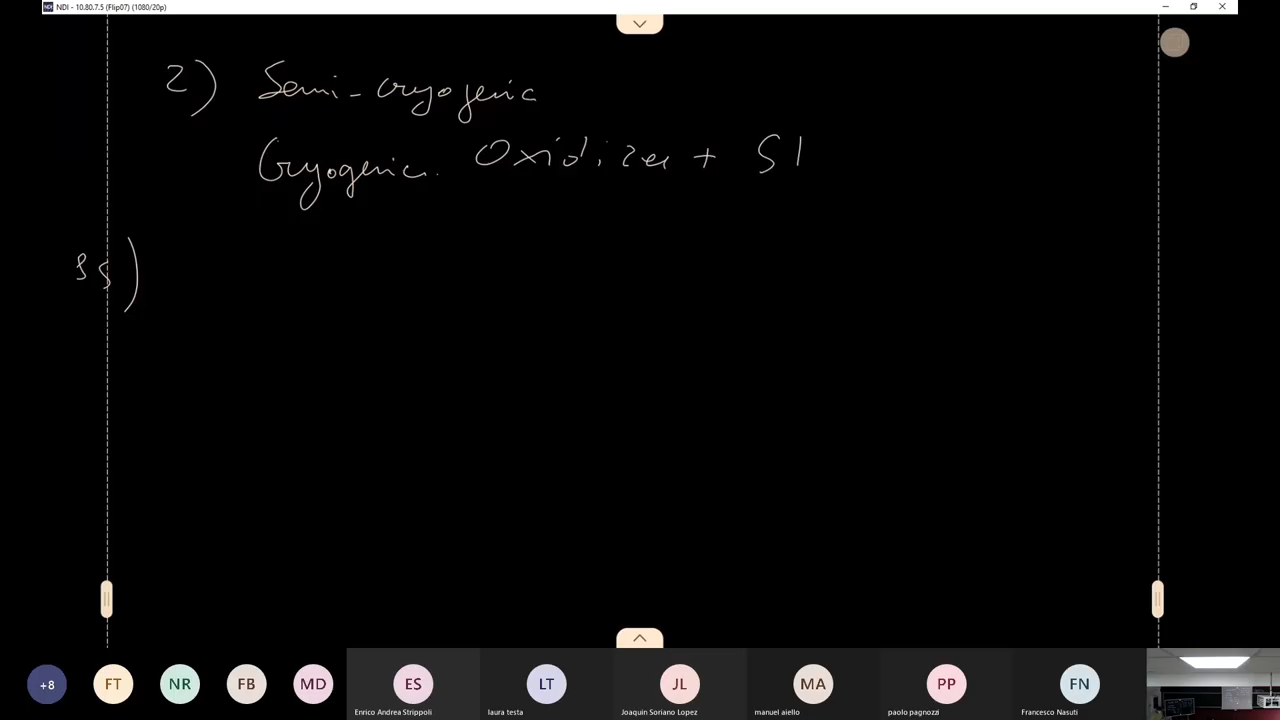 NDI - 10.80.7.5 (Flip07) (1080/20p)
2) Semi-cryogenic
Cryogenic Oxidizer + S
)
+8 FT NR FB MD ES LT JL MA PP FN
Enrico Andrea Strippoli laura testa Joaquin Soriano Lopez manuel aiello paolo pagnozzi Francesco Nasuti